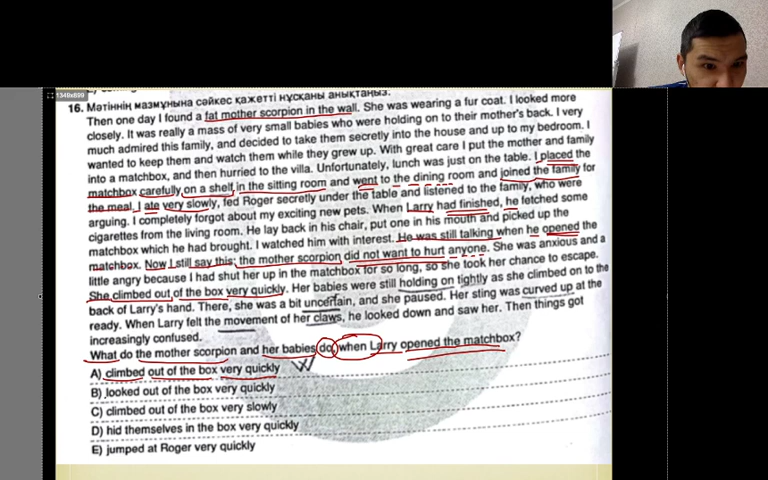 1349x899
16. Мәтіннің мазмұнына сәйкес қажетті нұсқаны анықтаңыз.
Then one day I found a fat mother scorpion in the wall. She was wearing a fur coat. I looked more
closely. It was really a mass of very small babies who were holding on to their mother's back. I very
much admired this family, and decided to take them secretly into the house and up to my bedroom. I
wanted to keep them and watch them while they grew up. With great care I put the mother and family
into a matchbox, and then hurried to the villa. Unfortunately, lunch was just on the table. I placed the
matchbox carefully on a shelf in the sitting room and went to the dining room and joined the family for
the meal. I ate very slowly, fed Roger secretly under the table and listened to the family, who were
arguing. I completely forgot about my exciting new pets. When Larry had finished, he fetched some
cigarettes from the living room. He lay back in his chair, put one in his mouth and picked up the
matchbox which he had brought. I watched him with interest. He was still talking when he opened the
matchbox. Now I still say this; the mother scorpion did not want to hurt anyone. She was anxious and a
little angry because I had shut her up in the matchbox for so long, so she took her chance to escape.
She climbed out of the box very quickly. Her babies were still holding on tightly as she climbed on to the
back of Larry's hand. There, she was a bit uncertain, and she paused. Her sting was curved up at the
ready. When Larry felt the movement of her claws, he looked down and saw her. Then things got
increasingly confused.
What do the mother scorpion and her babies do, when Larry opened the matchbox?
A) climbed out of the box very quickly
B) looked out of the box very quickly
C) climbed out of the box very slowly
D) hid themselves in the box very quickly
E) jumped at Roger very quickly